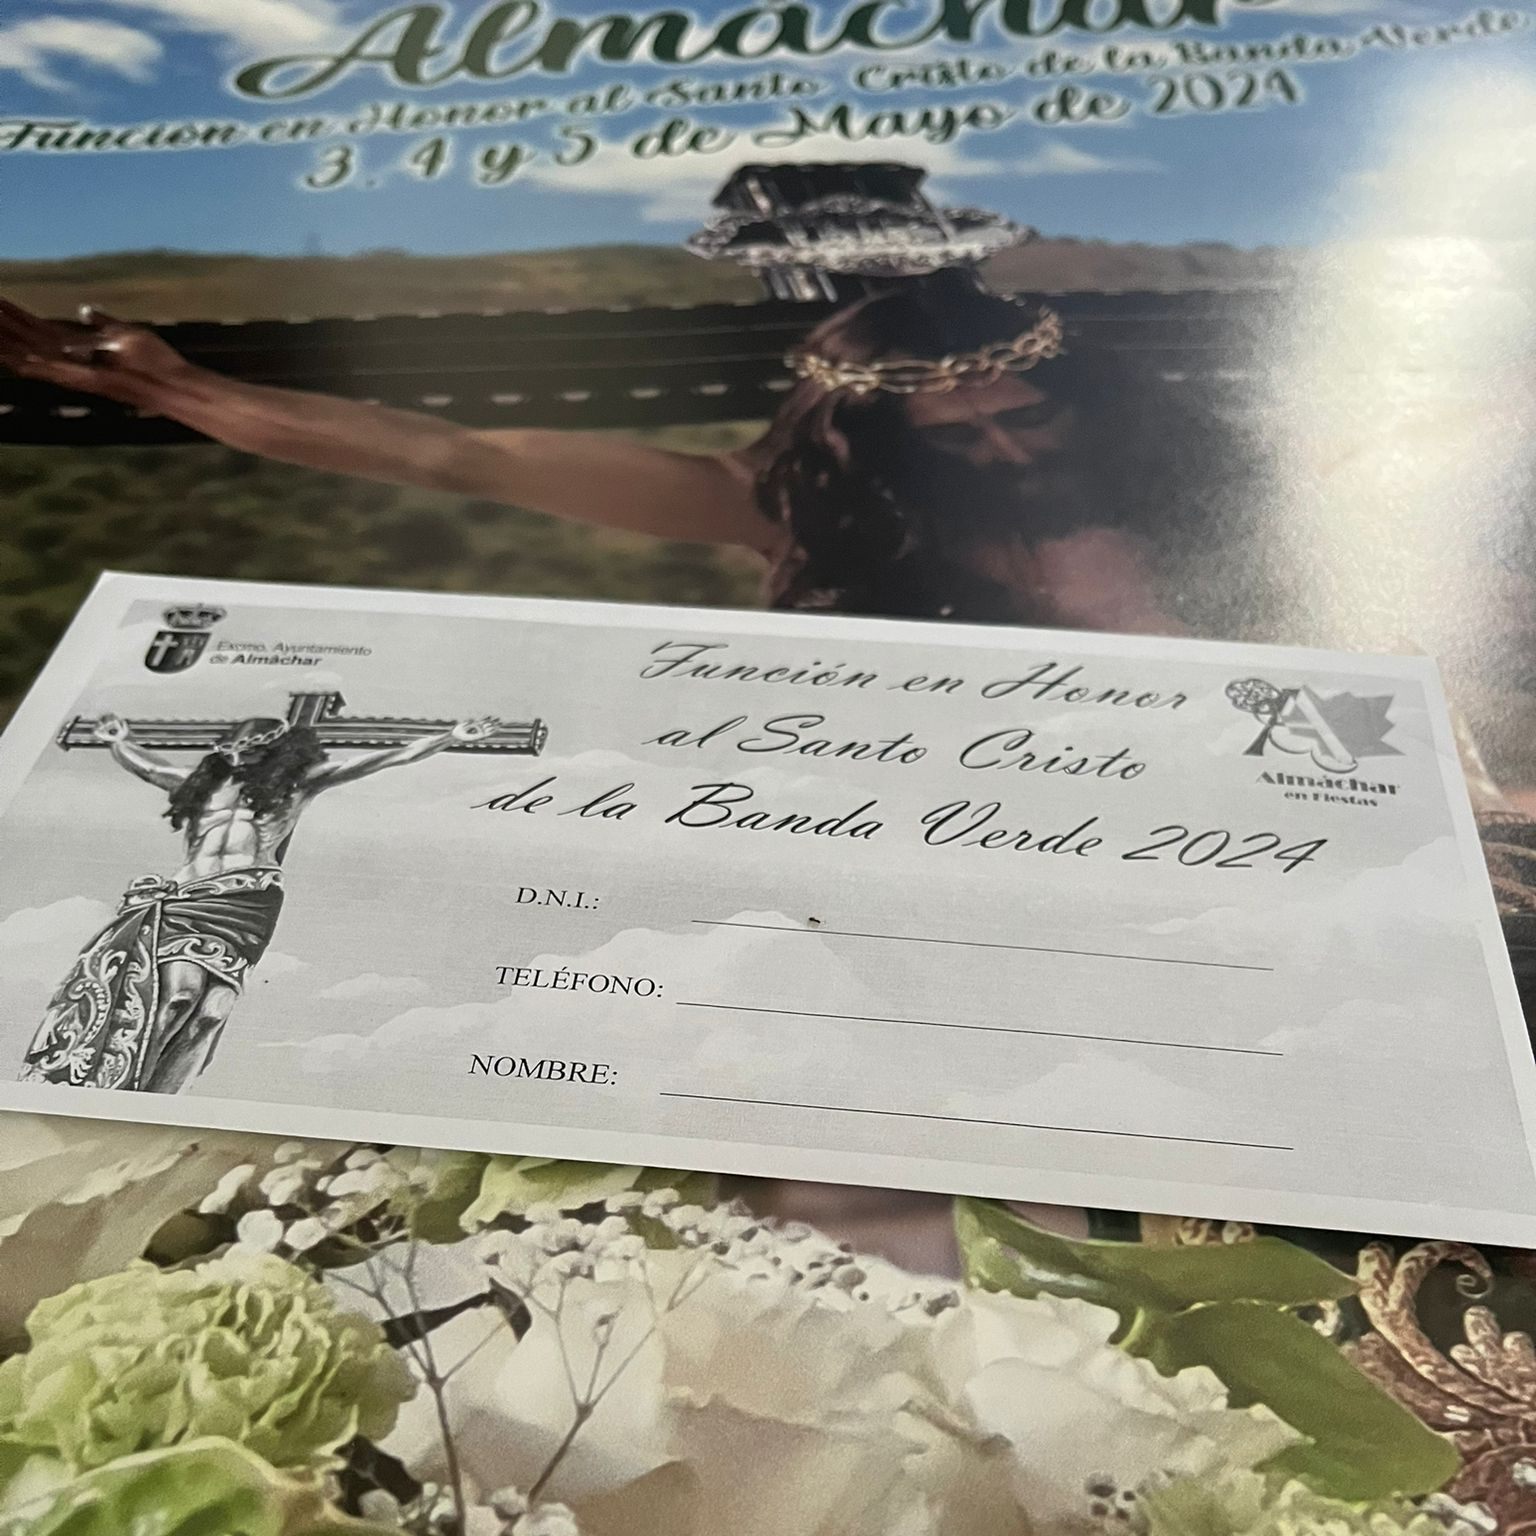 Almáchar
Función en Honor al Santo Cristo de la Banda Verde
3, 4 y 5 de Mayo de 2024
Excmo. Ayuntamiento
de Almáchar
Función en Honor
al Santo Cristo
de la Banda Verde 2024
Almáchar
en Fiestas
D.N.I.:
TELÉFONO:
NOMBRE: